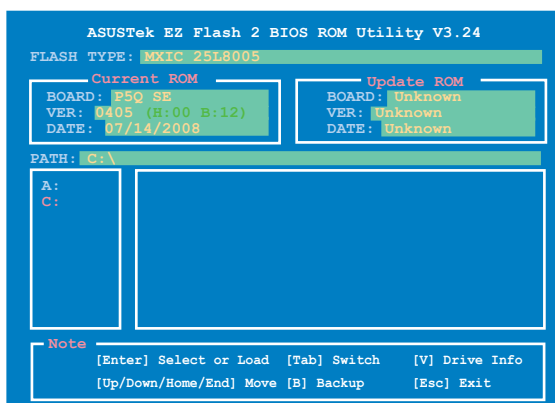 ASUSTek EZ Flash 2 BIOS ROM Utility V3.24
FLASH TYPE: MXIC 25L8005
Current ROM
BOARD: P5Q SE
VER: 0405 (H:00 B:12)
DATE: 07/14/2008
Update ROM
BOARD: Unknown
VER: Unknown
DATE: Unknown
PATH: C:\
A:
C:
Note
[Enter] Select or Load [Tab] Switch [V] Drive Info
[Up/Down/Home/End] Move [B] Backup [Esc] Exit